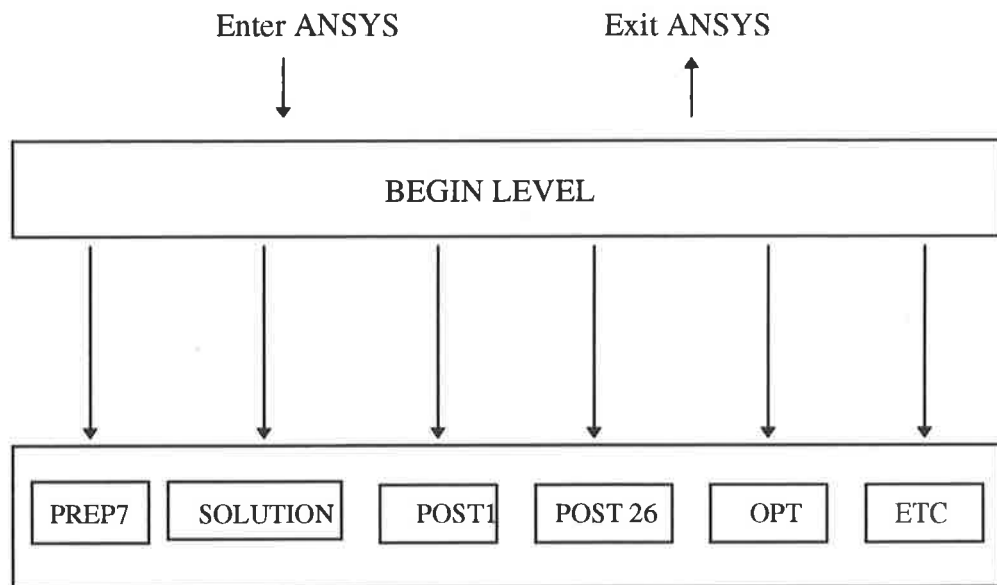 Enter ANSYS
Exit ANSYS
BEGIN LEVEL
PREP7
SOLUTION
POST1
POST 26
OPT
ETC